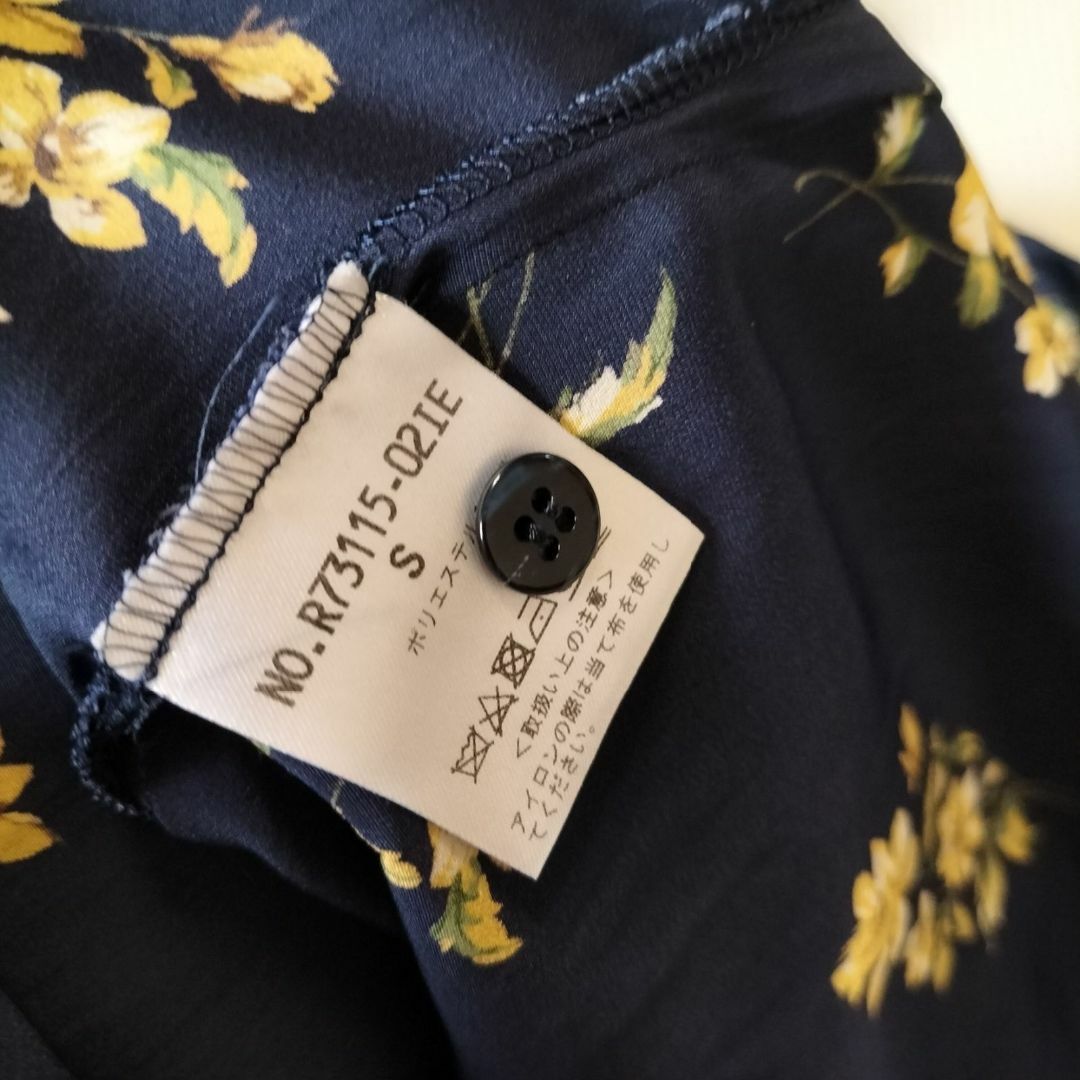 NO.R73115-02IE
S
ポリエステ
<取扱い上の注意>
アイロンの際は当て布を使用し
てください。